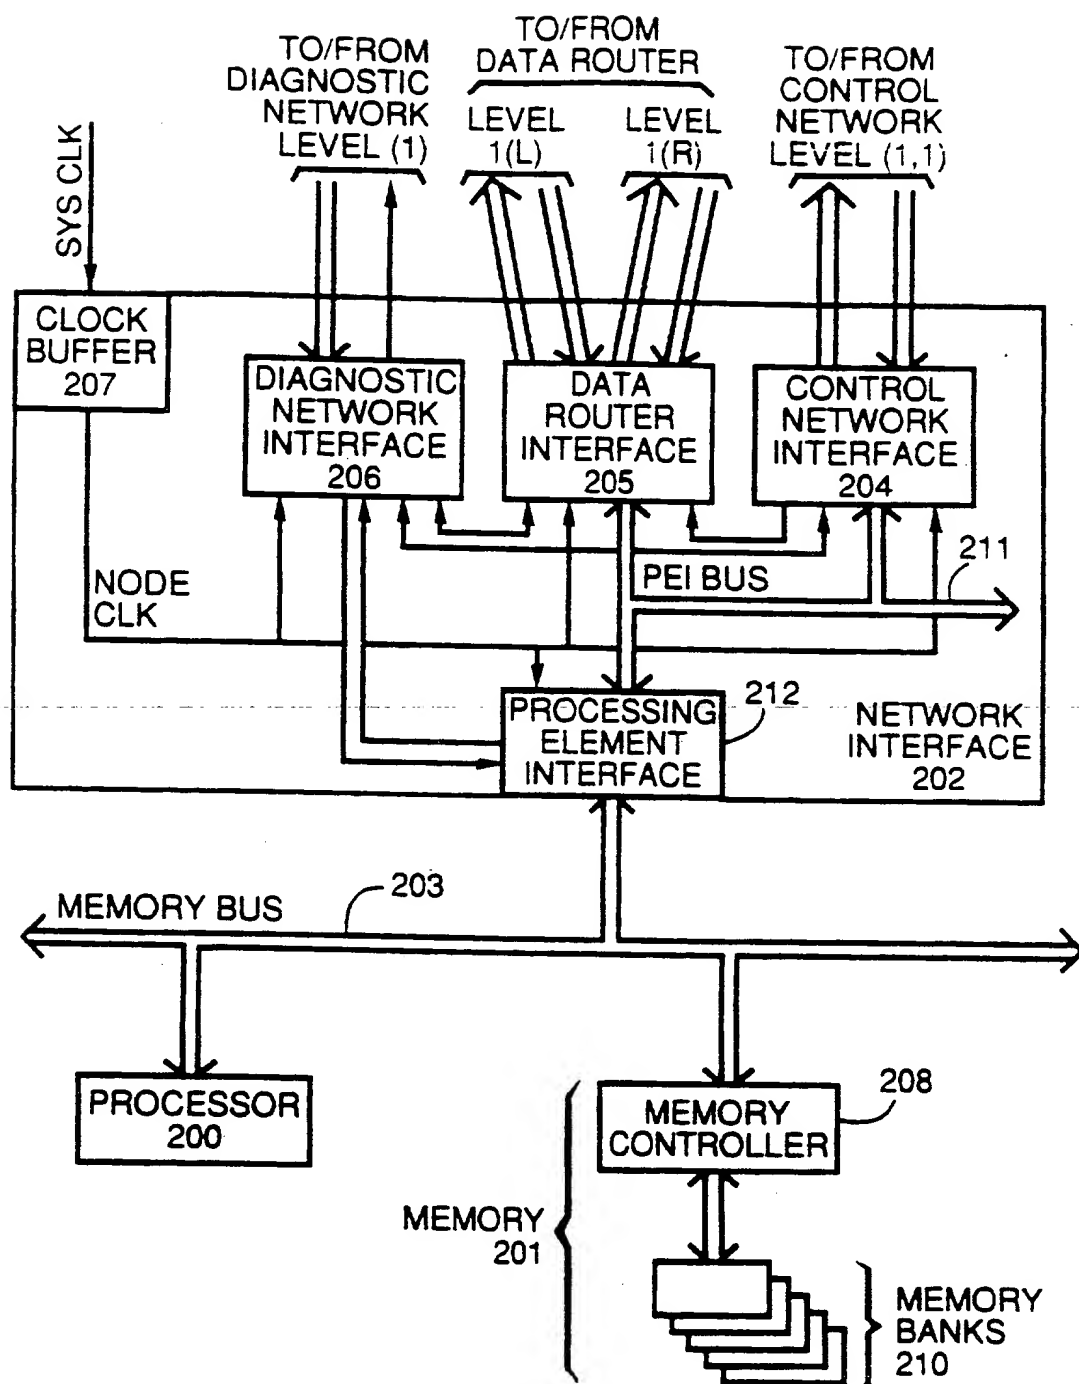 TO/FROM
DIAGNOSTIC
NETWORK
LEVEL (1)
TO/FROM
DATA ROUTER
LEVEL
1(L)
LEVEL
1(R)
TO/FROM
CONTROL
NETWORK
LEVEL (1,1)
SYS CLK
CLOCK
BUFFER
207
DIAGNOSTIC
NETWORK
INTERFACE
206
DATA
ROUTER
INTERFACE
205
CONTROL
NETWORK
INTERFACE
204
NODE
CLK
PEI BUS
211
PROCESSING
ELEMENT
INTERFACE
212
NETWORK
INTERFACE
202
MEMORY BUS
203
PROCESSOR
200
MEMORY
CONTROLLER
208
MEMORY
201
MEMORY
BANKS
210